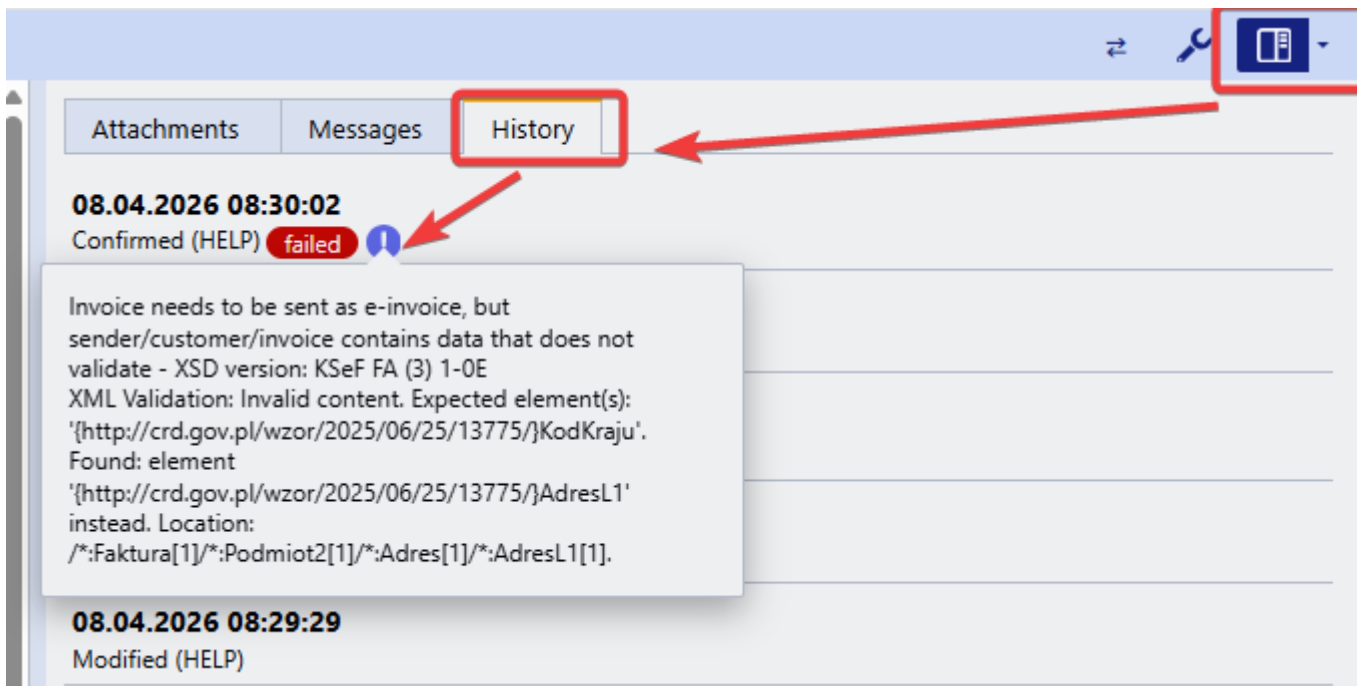 Attachments Messages History
08.04.2026 08:30:02
Confirmed (HELP) failed !
Invoice needs to be sent as e-invoice, but
sender/customer/invoice contains data that does not
validate - XSD version: KSeF FA (3) 1-0E
XML Validation: Invalid content. Expected element(s):
'{http://crd.gov.pl/wzor/2025/06/25/13775/}KodKraju'.
Found: element
'{http://crd.gov.pl/wzor/2025/06/25/13775/}AdresL1'
instead. Location:
/*:Faktura[1]/*:Podmiot2[1]/*:Adres[1]/*:AdresL1[1].
08.04.2026 08:29:29
Modified (HELP)